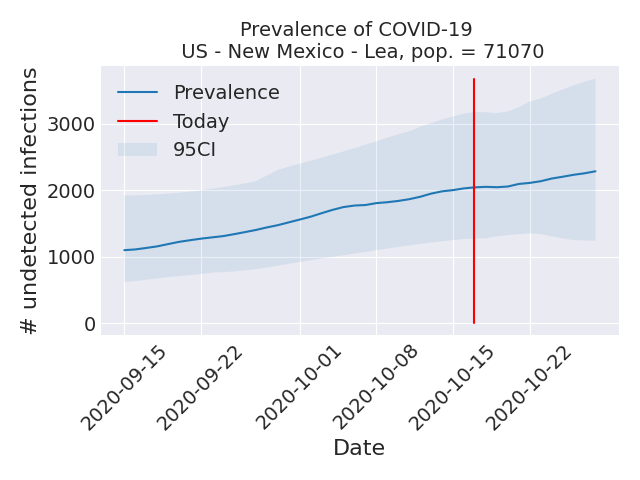 Prevalence of COVID-19
US - New Mexico - Lea, pop. = 71070
# undetected infections
3000
2000
1000
0
Prevalence
Today
95CI
2020-09-15
2020-09-22
2020-10-01
2020-10-08
2020-10-15
2020-10-22
Date